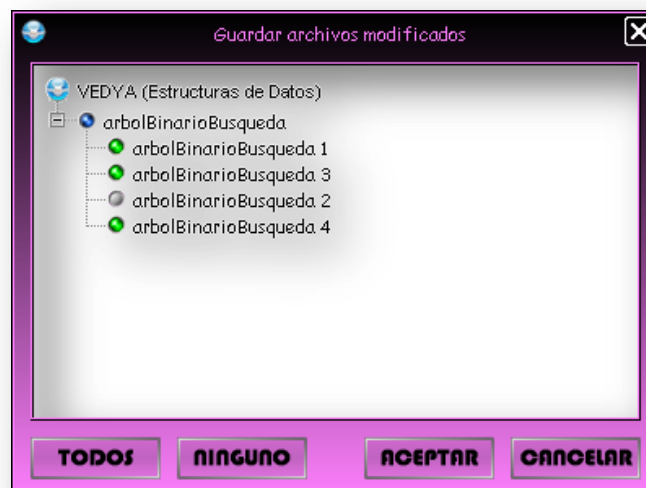 Guardar archivos modificados
VEDYA (Estructuras de Datos)
arbolBinarioBusqueda
arbolBinarioBusqueda 1
arbolBinarioBusqueda 3
arbolBinarioBusqueda 2
arbolBinarioBusqueda 4
TODOS NINGUNO ACEPTAR CANCELAR